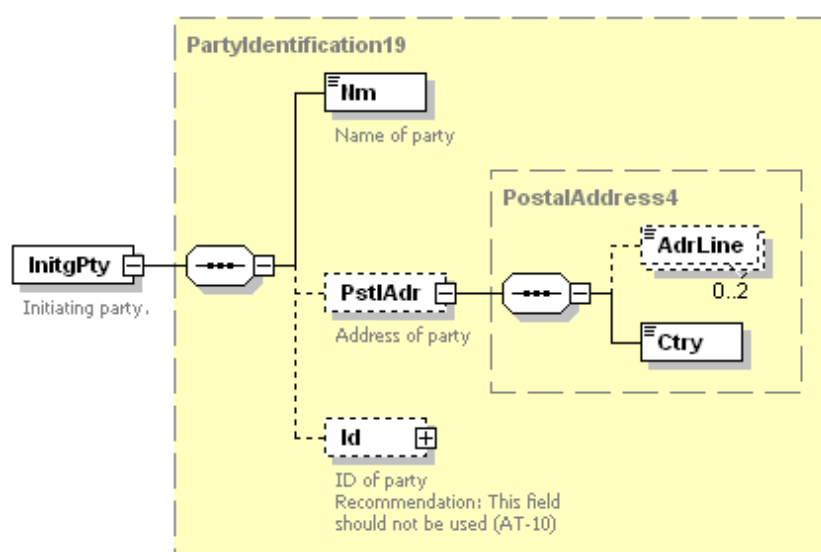 PartyIdentification19
Nm
Name of party
PostalAddress4
AdrLine
0..2
InitgPty
Initiating party.
PstlAdr
Address of party
Ctry
Id
ID of party
Recommendation: This field
should not be used (AT-10)